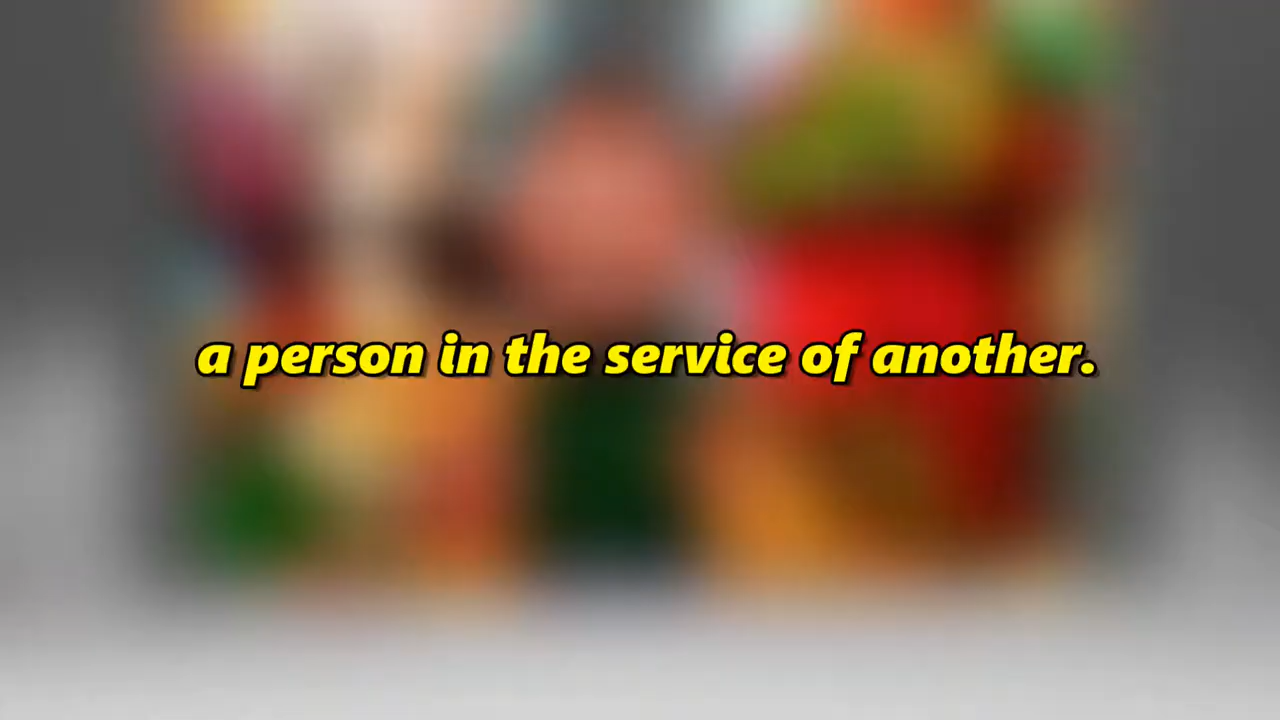 a person in the service of another.